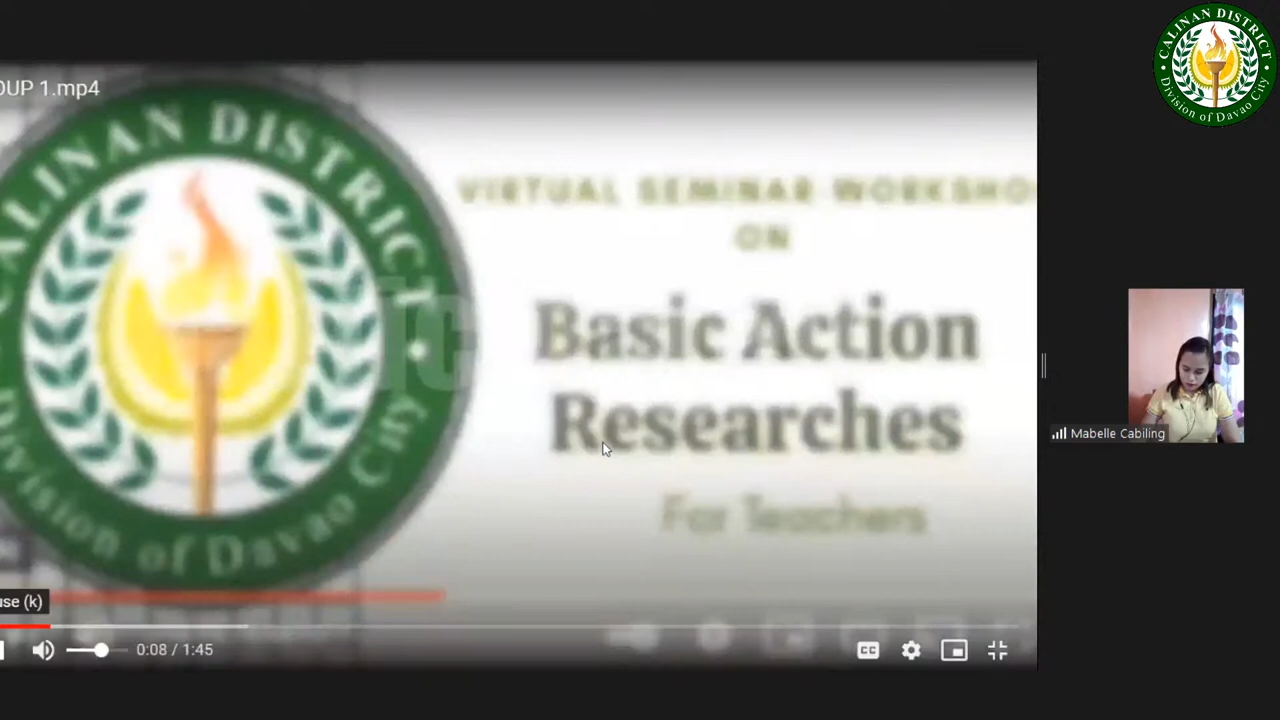 OUP 1.mp4
CALINAN DISTRICT
Division of Davao City
VIRTUAL SEMINAR WORKSHO
ON
Basic Action
Researches
For Teachers
use (k)
0:08 / 1:45
CC
CALINAN DISTRICT
Division of Davao City
Mabelle Cabiling